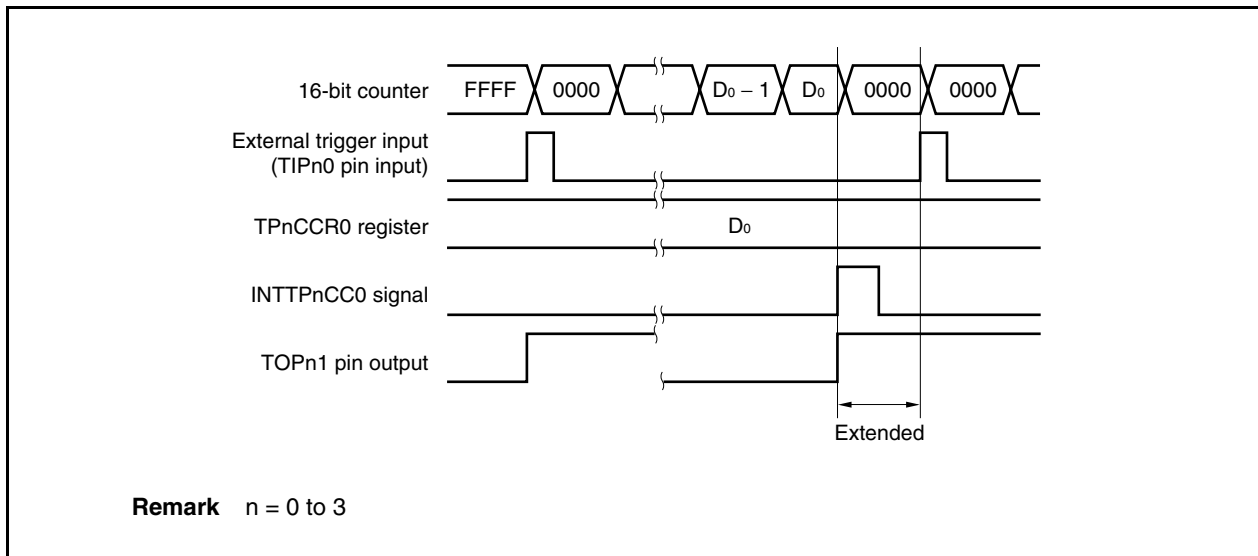 16-bit counter FFFF 0000 D₀ − 1 D₀ 0000 0000
External trigger input
(TIPn0 pin input)
TPnCCR0 register D₀
INTTPnCC0 signal
TOPn1 pin output
Extended
Remark n = 0 to 3